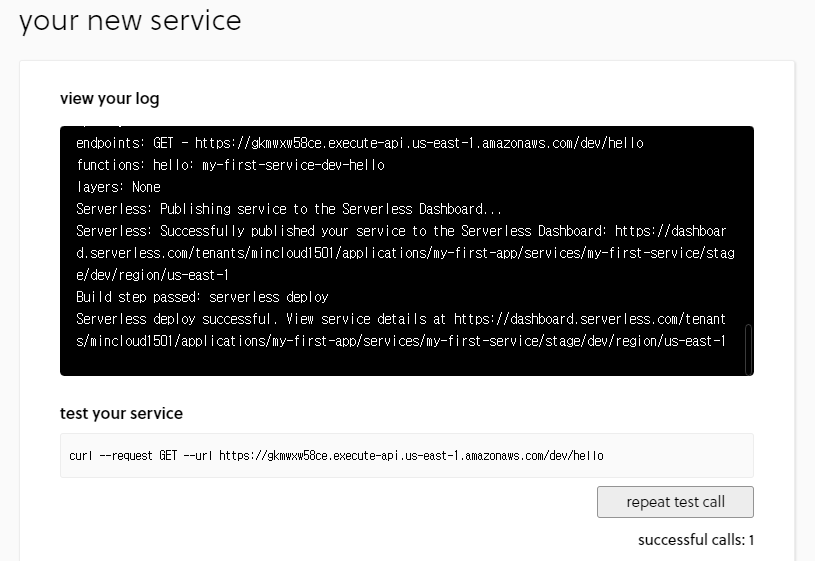 your new service
view your log
endpoints: GET - https://gkmwxw58ce.execute-api.us-east-1.amazonaws.com/dev/hello
functions: hello: my-first-service-dev-hello
layers: None
Serverless: Publishing service to the Serverless Dashboard...
Serverless: Successfully published your service to the Serverless Dashboard: https://dashboar
d.serverless.com/tenants/mincloud1501/applications/my-first-app/services/my-first-service/stag
e/dev/region/us-east-1
Build step passed: serverless deploy
Serverless deploy successful. View service details at https://dashboard.serverless.com/tenant
s/mincloud1501/applications/my-first-app/services/my-first-service/stage/dev/region/us-east-1
test your service
curl --request GET --url https://gkmwxw58ce.execute-api.us-east-1.amazonaws.com/dev/hello
repeat test call
successful calls: 1